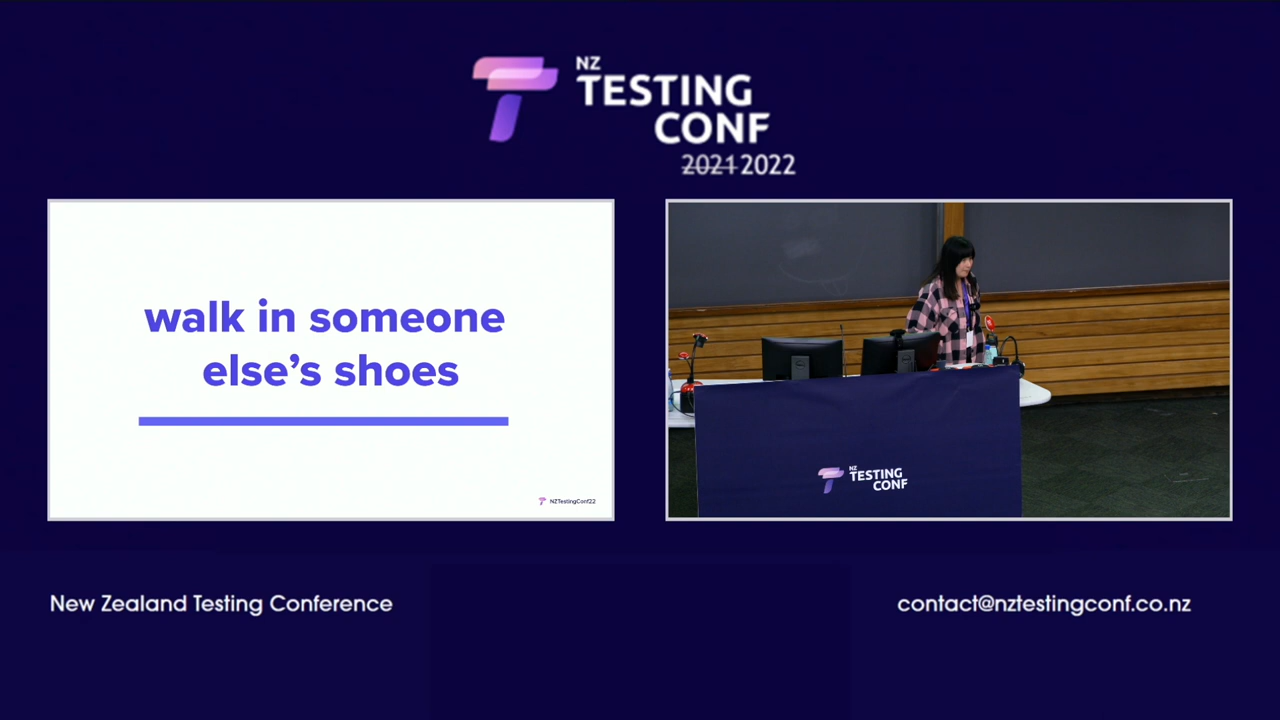 NZ
TESTING
CONF
2021 2022
walk in someone
else's shoes
NZTestingConf22
NZ
TESTING
CONF
New Zealand Testing Conference
contact@nztestingconf.co.nz